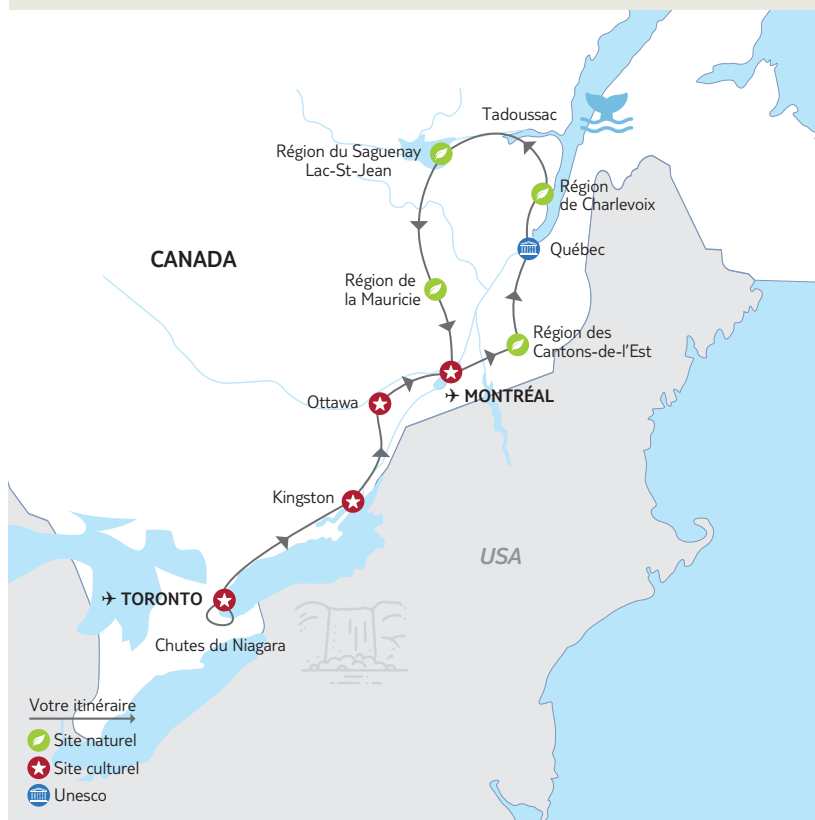 Tadoussac
Région du Saguenay
Lac-St-Jean
Région
de Charlevoix
CANADA
Québec
Région de
la Mauricie
Région des
Cantons-de-l'Est
Ottawa
MONTRÉAL
Kingston
USA
TORONTO
Chutes du Niagara
Votre itinéraire
Site naturel
Site culturel
Unesco